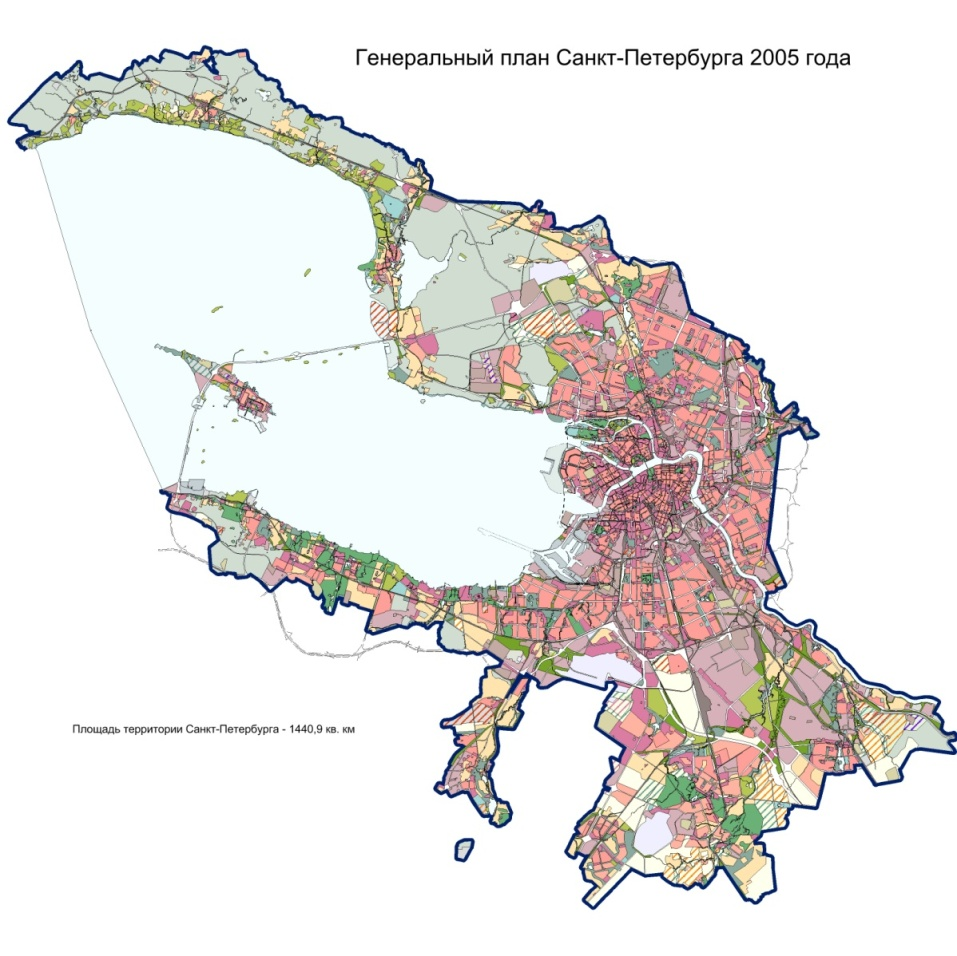 Генеральный план Санкт-Петербурга 2005 года
Площадь территории Санкт-Петербурга - 1440,9 кв. км